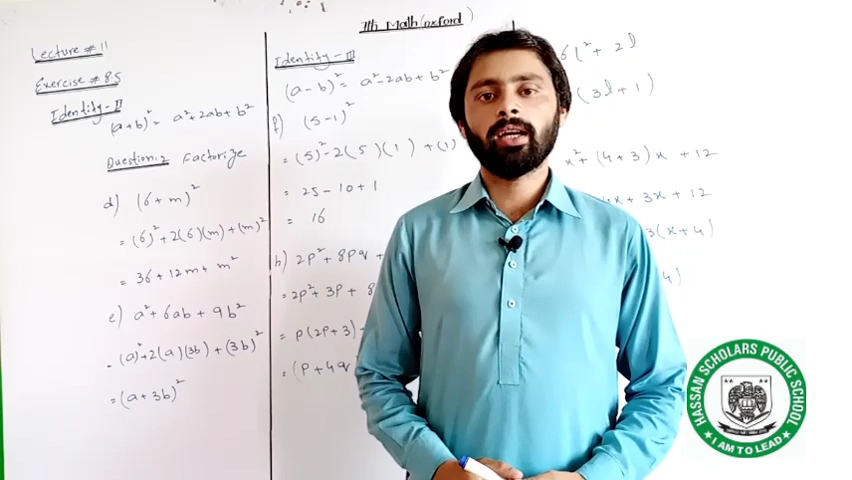 7th Math (oxford)
Lecture # 11
Exercise # 8.5
Identity - II
(a+b)² = a²+2ab+b²
Question.2 Factorize
d) (6+m)²
= (6)²+2(6)(m)+(m)²
= 36+12m+m²
e) a²+6ab+9b²
= (a)²+2(a)(3b)+(3b)²
= (a+3b)²
Identity - III
(a-b)² = a²-2ab+b²
f) (5-1)²
= (5)²-2(5)(1)+(1)
= 25-10+1
= 16
h) 2p²+8pq+
= 2p²+3p+8
= p(2p+3)+
= (p+4q
6l²+2l
(3l+1)
x²+(4+3)x+12
4x+3x+12
3(x+4)
4)
HASSAN SCHOLARS PUBLIC SCHOOL
I AM TO LEAD